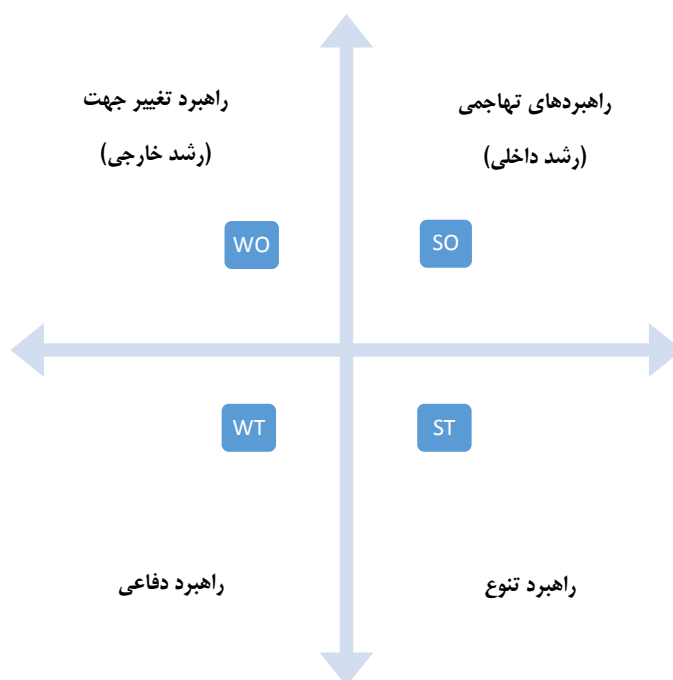 راهبردهای تهاجمی
(رشد داخلی)
راهبرد تغییر جهت
(رشد خارجی)
SO
WO
ST
WT
راهبرد تنوع
راهبرد دفاعی